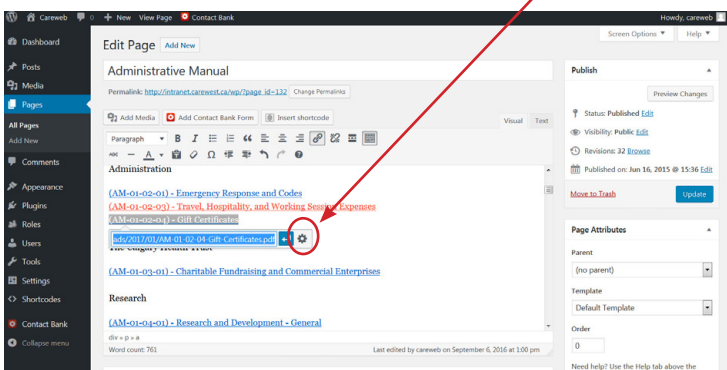 Careweb 0 + New View Page Contact Bank Howdy, careweb
Screen Options ▼ Help ▼
Dashboard
Posts
Media
Pages
All Pages
Add New
Comments
Appearance
Plugins
Roles
Users
Tools
Settings
Shortcodes
Contact Bank
Collapse menu
Edit Page Add New
Administrative Manual
Permalink: http://intranet.carewest.ca/wp/?page_id=132 Change Permalinks
Add Media Add Contact Bank Form Insert shortcode Visual Text
Paragraph B I
ABC A Ω
Administration
(AM-01-02-01) - Emergency Response and Codes
(AM-01-02-03) - Travel, Hospitality, and Working Session Expenses
(AM-01-02-04) - Gift Certificates
ads/2017/01/AM-01-02-04-Gift-Certificates.pdf
The Calgary Health Trust
(AM-01-03-01) - Charitable Fundraising and Commercial Enterprises
Research
(AM-01-04-01) - Research and Development - General
div » p » a
Word count: 761 Last edited by careweb on September 6, 2016 at 1:00 pm
Publish
Preview Changes
Status: Published Edit
Visibility: Public Edit
Revisions: 32 Browse
Published on: Jun 16, 2015 @ 15:36 Edit
Move to Trash Update
Page Attributes
Parent
(no parent)
Template
Default Template
Order
0
Need help? Use the Help tab above the